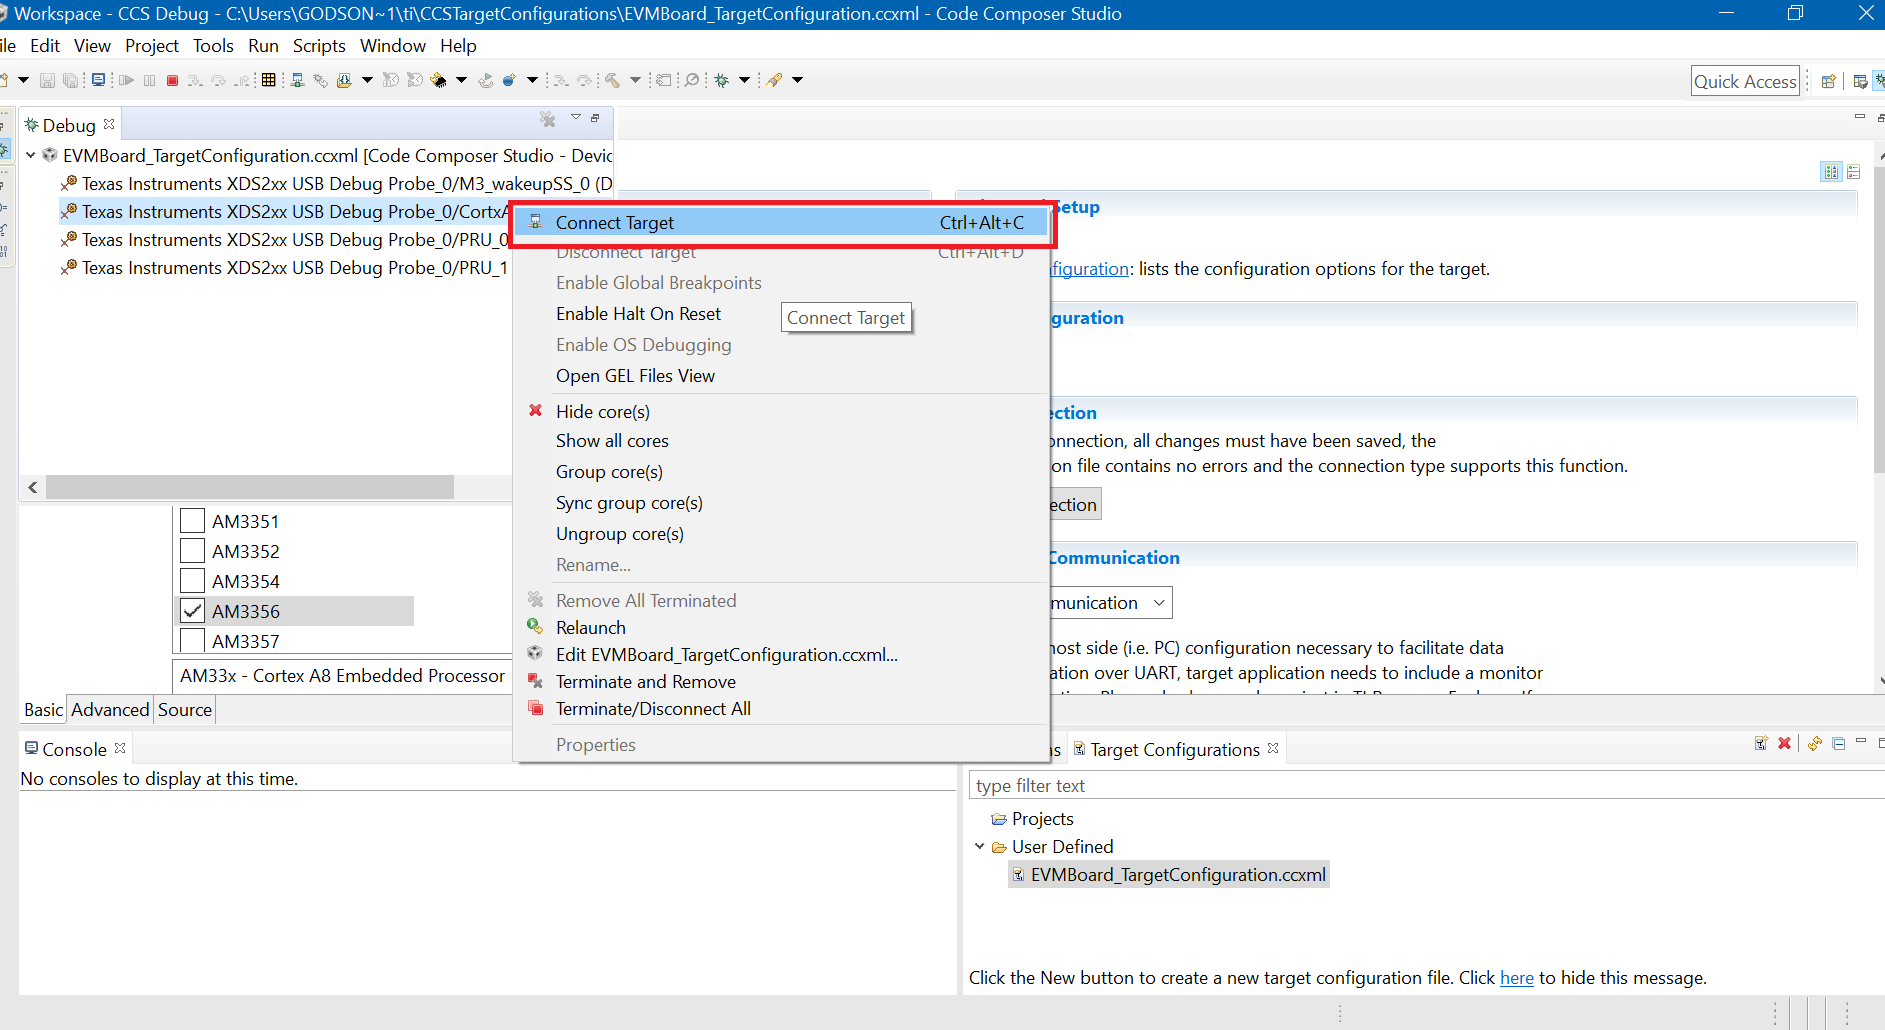 Workspace - CCS Debug - C:\Users\GODSON~1\ti\CCSTargetConfigurations\EVMBoard_TargetConfiguration.ccxml - Code Composer Studio
ile Edit View Project Tools Run Scripts Window Help
Quick Access
Debug
EVMBoard_TargetConfiguration.ccxml [Code Composer Studio - Devic
Texas Instruments XDS2xx USB Debug Probe_0/M3_wakeupSS_0 (D
Texas Instruments XDS2xx USB Debug Probe_0/CortxA
Texas Instruments XDS2xx USB Debug Probe_0/PRU_0
Texas Instruments XDS2xx USB Debug Probe_0/PRU_1
Connect Target Ctrl+Alt+C
Disconnect Target Ctrl+Alt+D
Enable Global Breakpoints
Enable Halt On Reset
Connect Target
Enable OS Debugging
Open GEL Files View
Hide core(s)
Show all cores
Group core(s)
Sync group core(s)
Ungroup core(s)
Rename...
Remove All Terminated
Relaunch
Edit EVMBoard_TargetConfiguration.ccxml...
Terminate and Remove
Terminate/Disconnect All
Properties
Setup
figuration: lists the configuration options for the target.
guration
ection
onnection, all changes must have been saved, the
on file contains no errors and the connection type supports this function.
ection
Communication
munication
host side (i.e. PC) configuration necessary to facilitate data
ation over UART, target application needs to include a monitor
AM3351
AM3352
AM3354
AM3356
AM3357
AM33x - Cortex A8 Embedded Processor
Basic Advanced Source
Console
No consoles to display at this time.
ns
Target Configurations
type filter text
Projects
User Defined
EVMBoard_TargetConfiguration.ccxml
Click the New button to create a new target configuration file. Click here to hide this message.